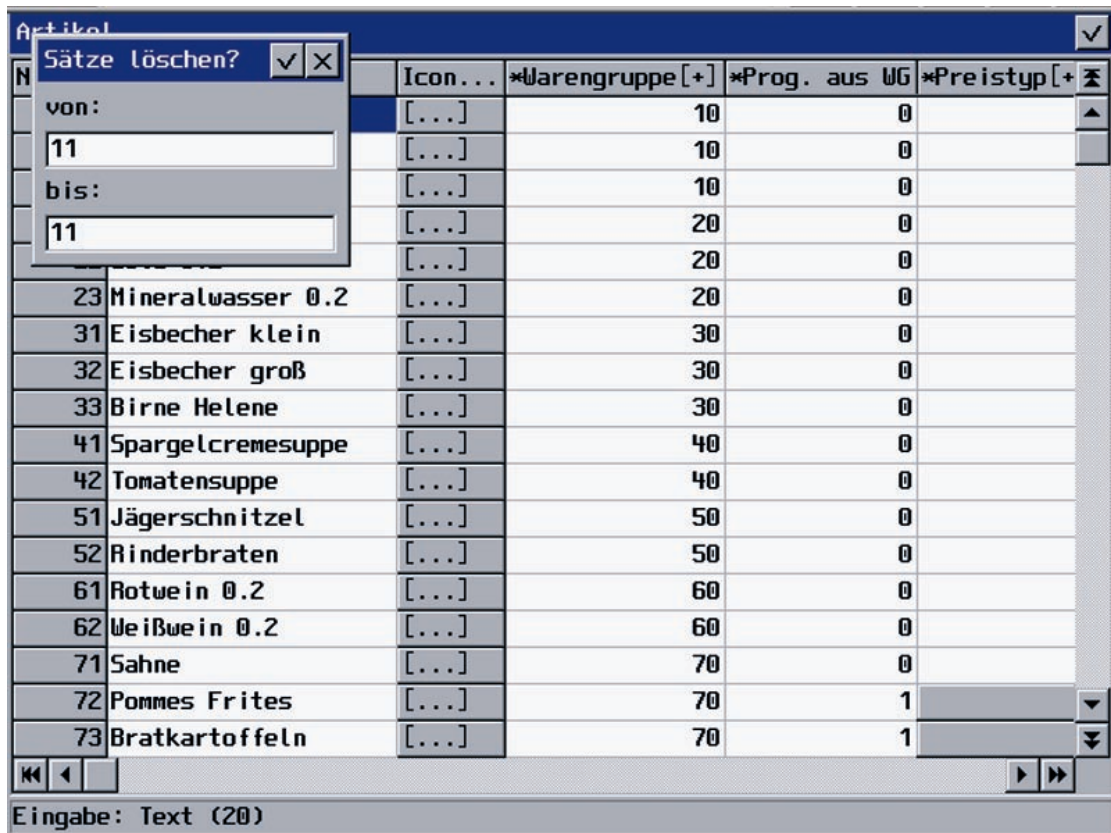 Artikel
Sätze löschen?
von:
11
bis:
11
N Icon... *Warengruppe[+] *Prog. aus WG *Preistyp[+
[...] 10 0
[...] 10 0
[...] 10 0
[...] 20 0
[...] 20 0
23 Mineralwasser 0.2 [...] 20 0
31 Eisbecher klein [...] 30 0
32 Eisbecher groß [...] 30 0
33 Birne Helene [...] 30 0
41 Spargelcremesuppe [...] 40 0
42 Tomatensuppe [...] 40 0
51 Jägerschnitzel [...] 50 0
52 Rinderbraten [...] 50 0
61 Rotwein 0.2 [...] 60 0
62 Weißwein 0.2 [...] 60 0
71 Sahne [...] 70 0
72 Pommes Frites [...] 70 1
73 Bratkartoffeln [...] 70 1
Eingabe: Text (20)